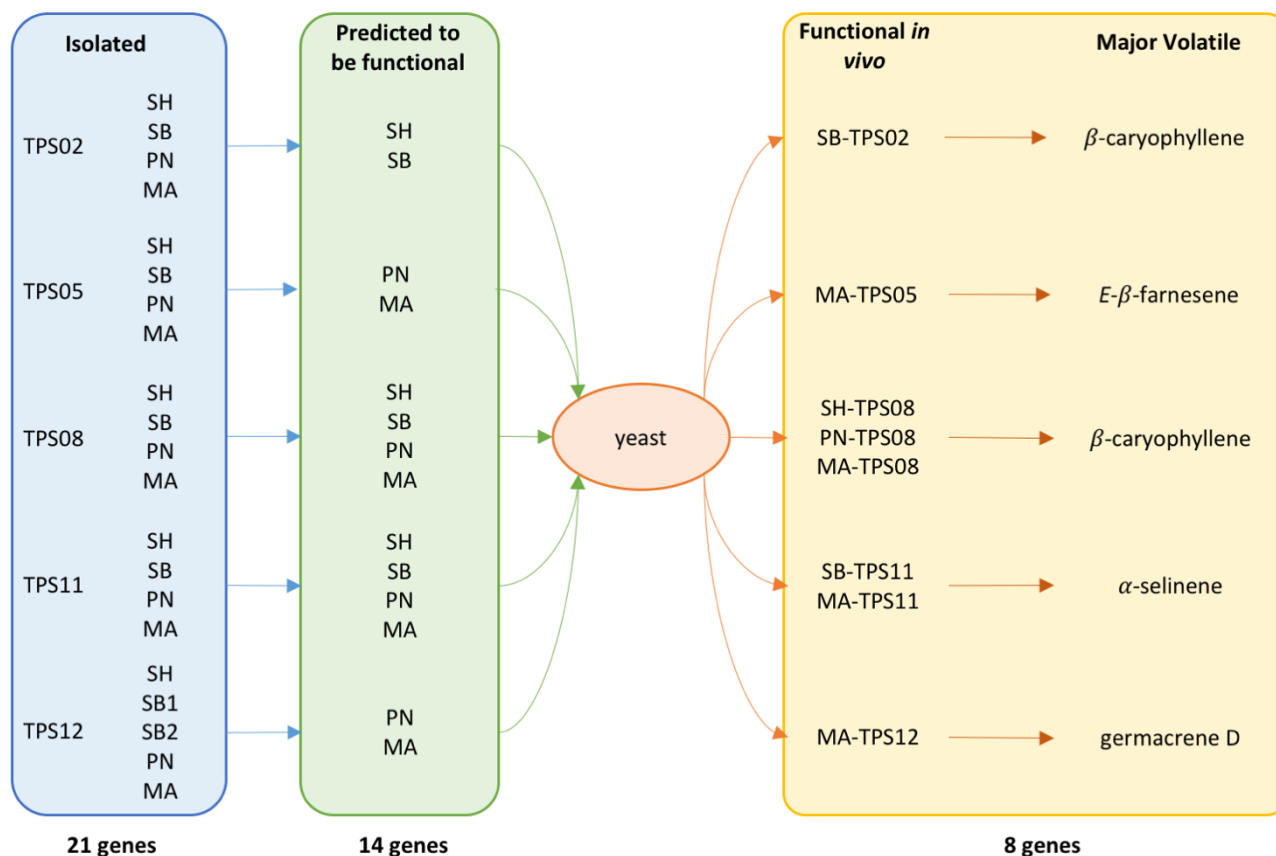 Isolated
TPS02
SH
SB
PN
MA
TPS05
SH
SB
PN
MA
TPS08
SH
SB
PN
MA
TPS11
SH
SB
PN
MA
TPS12
SH
SB1
SB2
PN
MA
21 genes
Predicted to
be functional
SH
SB
PN
MA
SH
SB
PN
MA
SH
SB
PN
MA
PN
MA
14 genes
yeast
Functional in
vivo
Major Volatile
SB-TPS02
β-caryophyllene
MA-TPS05
E-β-farnesene
SH-TPS08
PN-TPS08
MA-TPS08
β-caryophyllene
SB-TPS11
MA-TPS11
α-selinene
MA-TPS12
germacrene D
8 genes